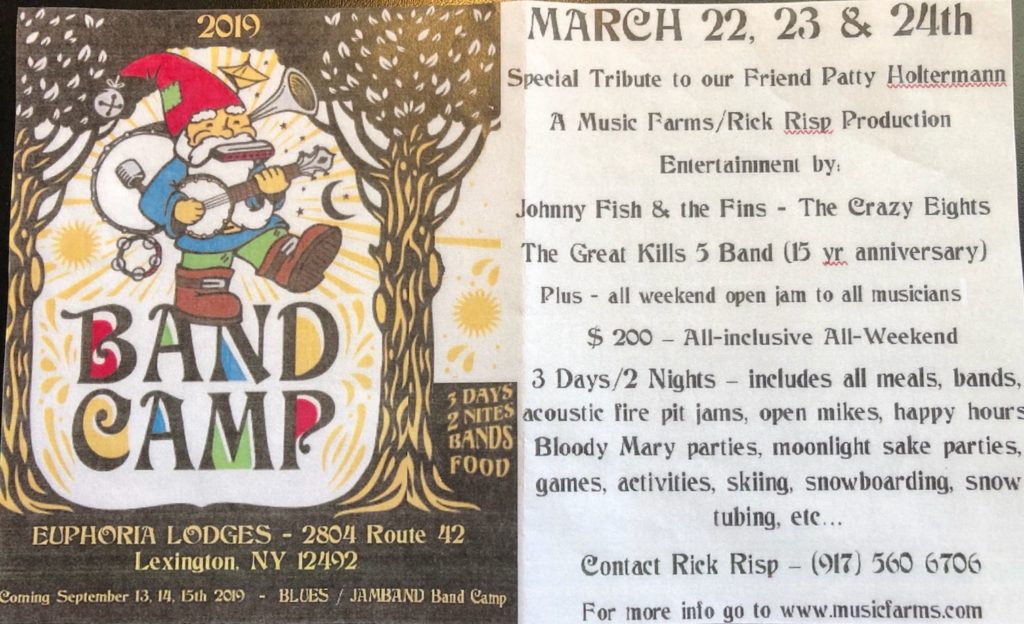 2019
BAND
CAMP
3 DAYS
2 NITES
BANDS
FOOD
EUPHORIA LODGES - 2804 Route 42
Lexington, NY 12492
Coming September 13, 14, 15th 2019 - BLUES / JAMBAND Band Camp
MARCH 22, 23 & 24th
Special Tribute to our Friend Patty Holtermann
A Music Farms/Rick Risp Production
Entertainment by:
Johnny Fish & the Fins - The Crazy Eights
The Great Kills 5 Band (15 yr anniversary)
Plus - all weekend open jam to all musicians
$ 200 – All-inclusive All-Weekend
3 Days/2 Nights – includes all meals, bands,
acoustic fire pit jams, open mikes, happy hours
Bloody Mary parties, moonlight sake parties,
games, activities, skiing, snowboarding, snow
tubing, etc...
Contact Rick Risp – (917) 560 6706
For more info go to www.musicfarms.com